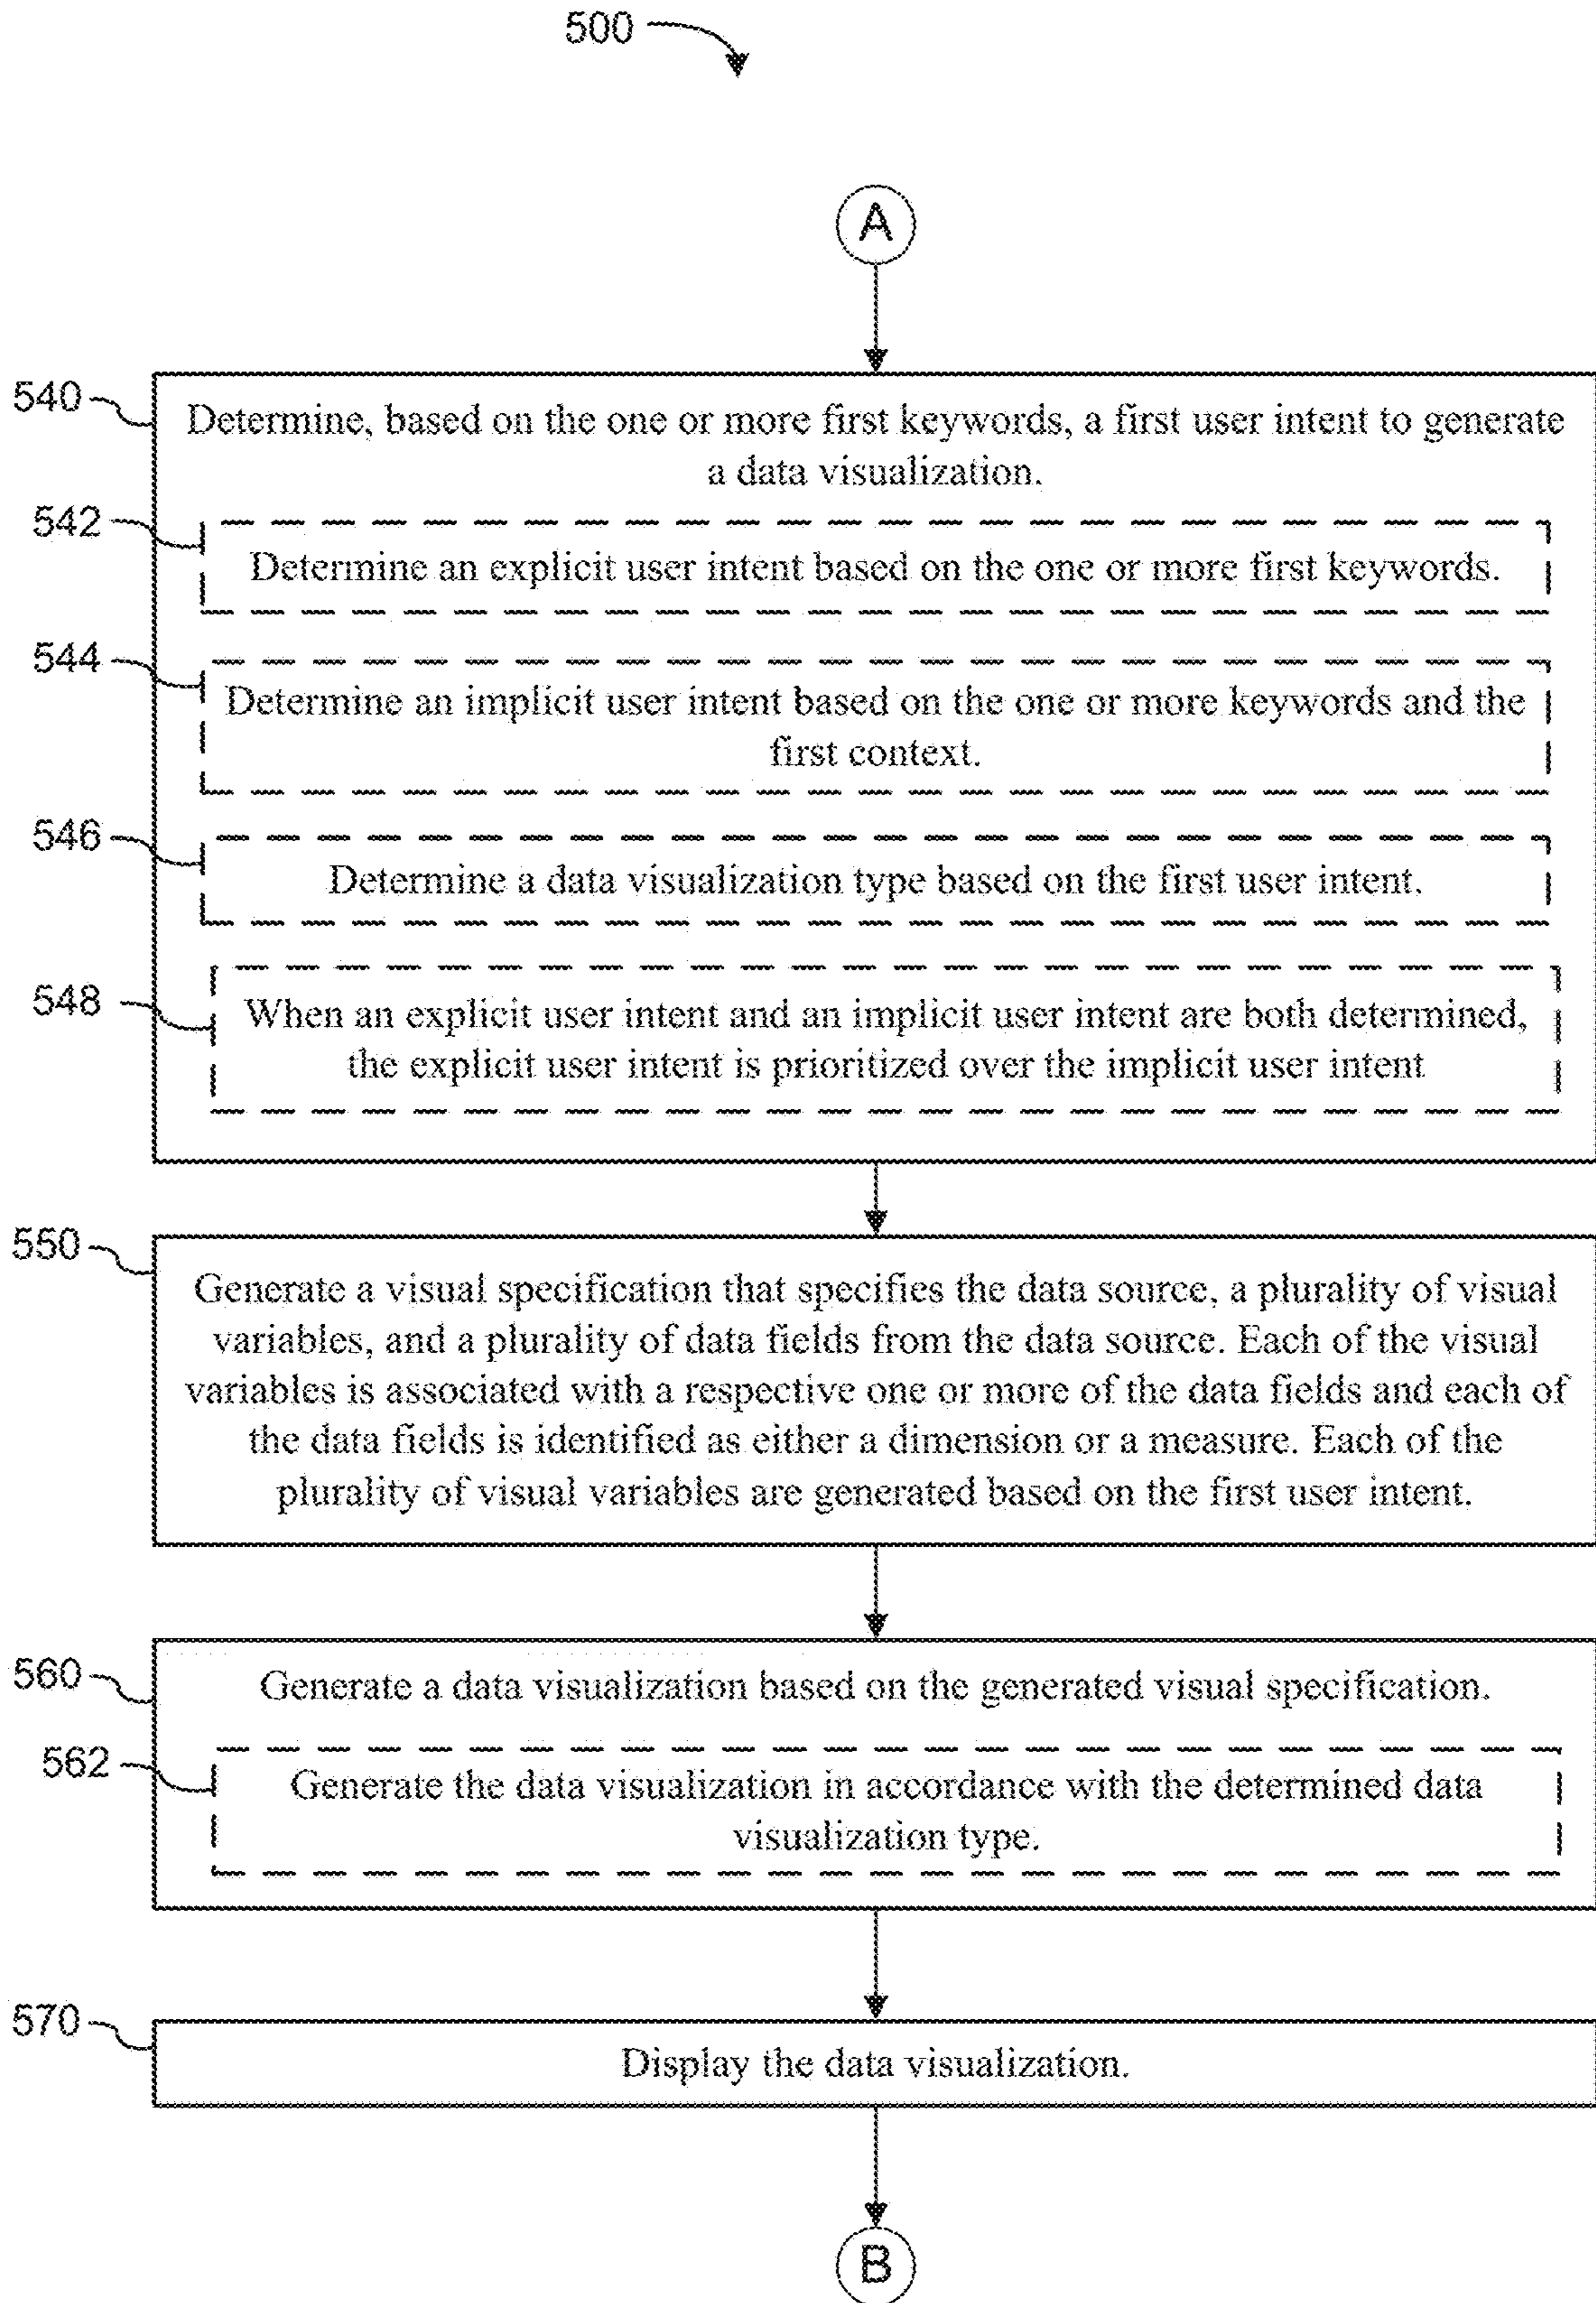 500
A
540
Determine, based on the one or more first keywords, a first user intent to generate
a data visualization.
542
Determine an explicit user intent based on the one or more first keywords.
544
Determine an implicit user intent based on the one or more keywords and the
first context.
546
Determine a data visualization type based on the first user intent.
548
When an explicit user intent and an implicit user intent are both determined,
the explicit user intent is prioritized over the implicit user intent
550
Generate a visual specification that specifies the data source, a plurality of visual
variables, and a plurality of data fields from the data source. Each of the visual
variables is associated with a respective one or more of the data fields and each of
the data fields is identified as either a dimension or a measure. Each of the
plurality of visual variables are generated based on the first user intent.
560
Generate a data visualization based on the generated visual specification.
562
Generate the data visualization in accordance with the determined data
visualization type.
570
Display the data visualization.
B